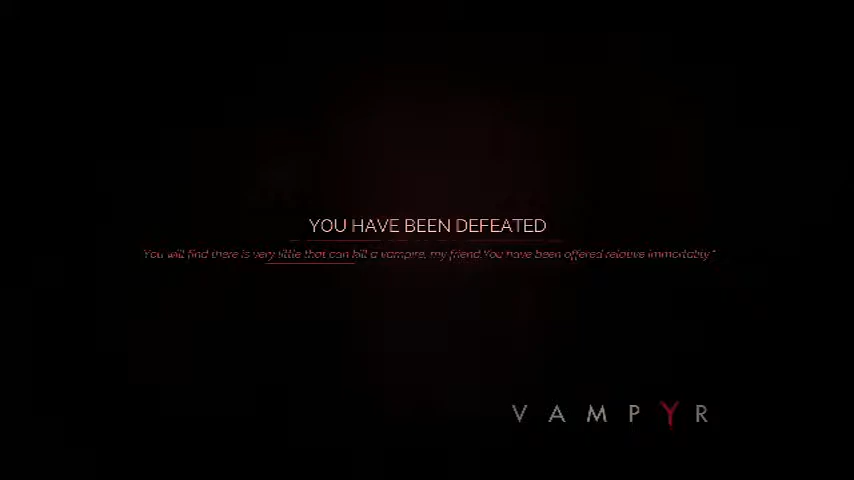 YOU HAVE BEEN DEFEATED
"You will find there is very little that can kill a vampire, my friend.You have been offered relative immortality."
VAMPYR